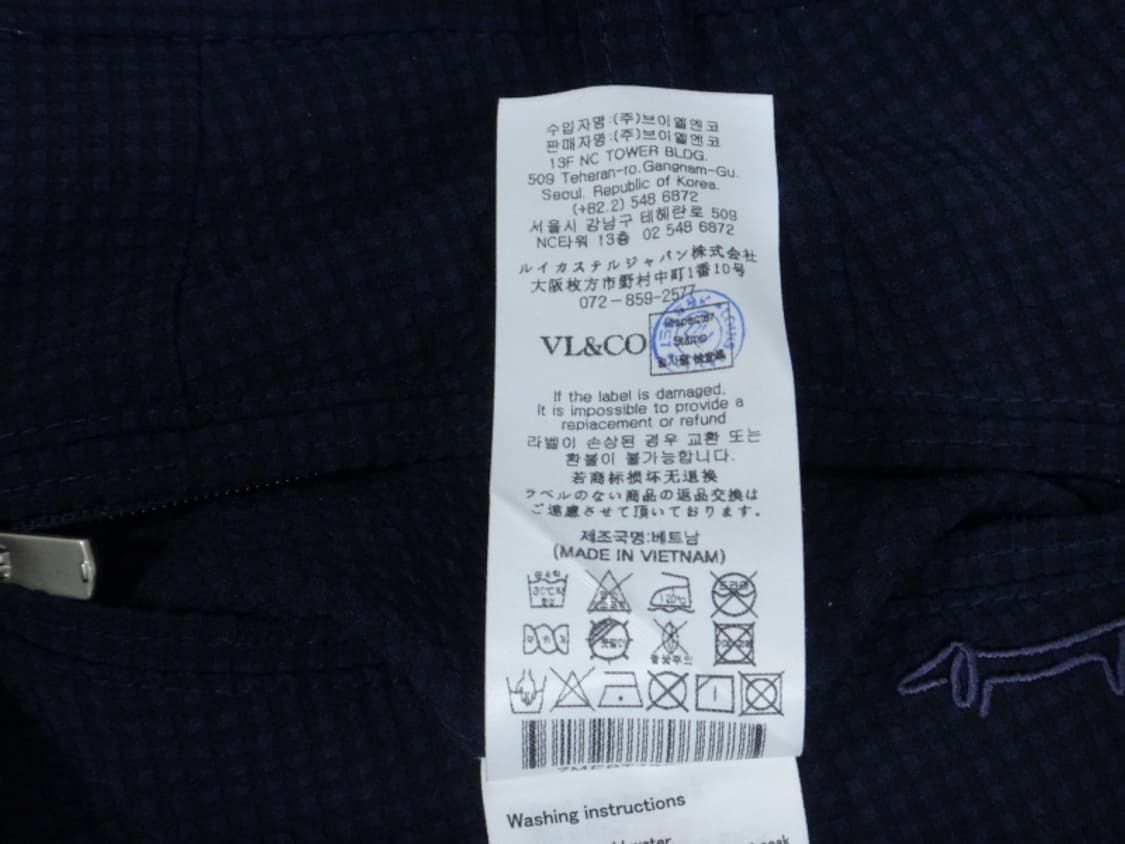 수입자명:(주)브이엘엔코
판매자명:(주)브이엘엔코
13F NC TOWER BLDG.
509 Teheran-ro.Gangnam-Gu.
Seoul. Republic of Korea.
(+82.2) 548 6872
서울시 강남구 테헤란로 509
NC타워 13층 02 548 6872
ルイカステルジャパン株式会社
大阪枚方市野村中町1番10号
072-859-2577
VL&CO
Inspector
Stamp
If the label is damaged,
It is impossible to provide a
replacement or refund
라벨이 손상된 경우 교환 또는
환불이 불가능합니다.
若商标损坏无退换
ラベルのない商品の返品交換は
ご遠慮させて頂いております。
제조국명:베트남
(MADE IN VIETNAM)
30℃
120℃
드라이
Washing instructions